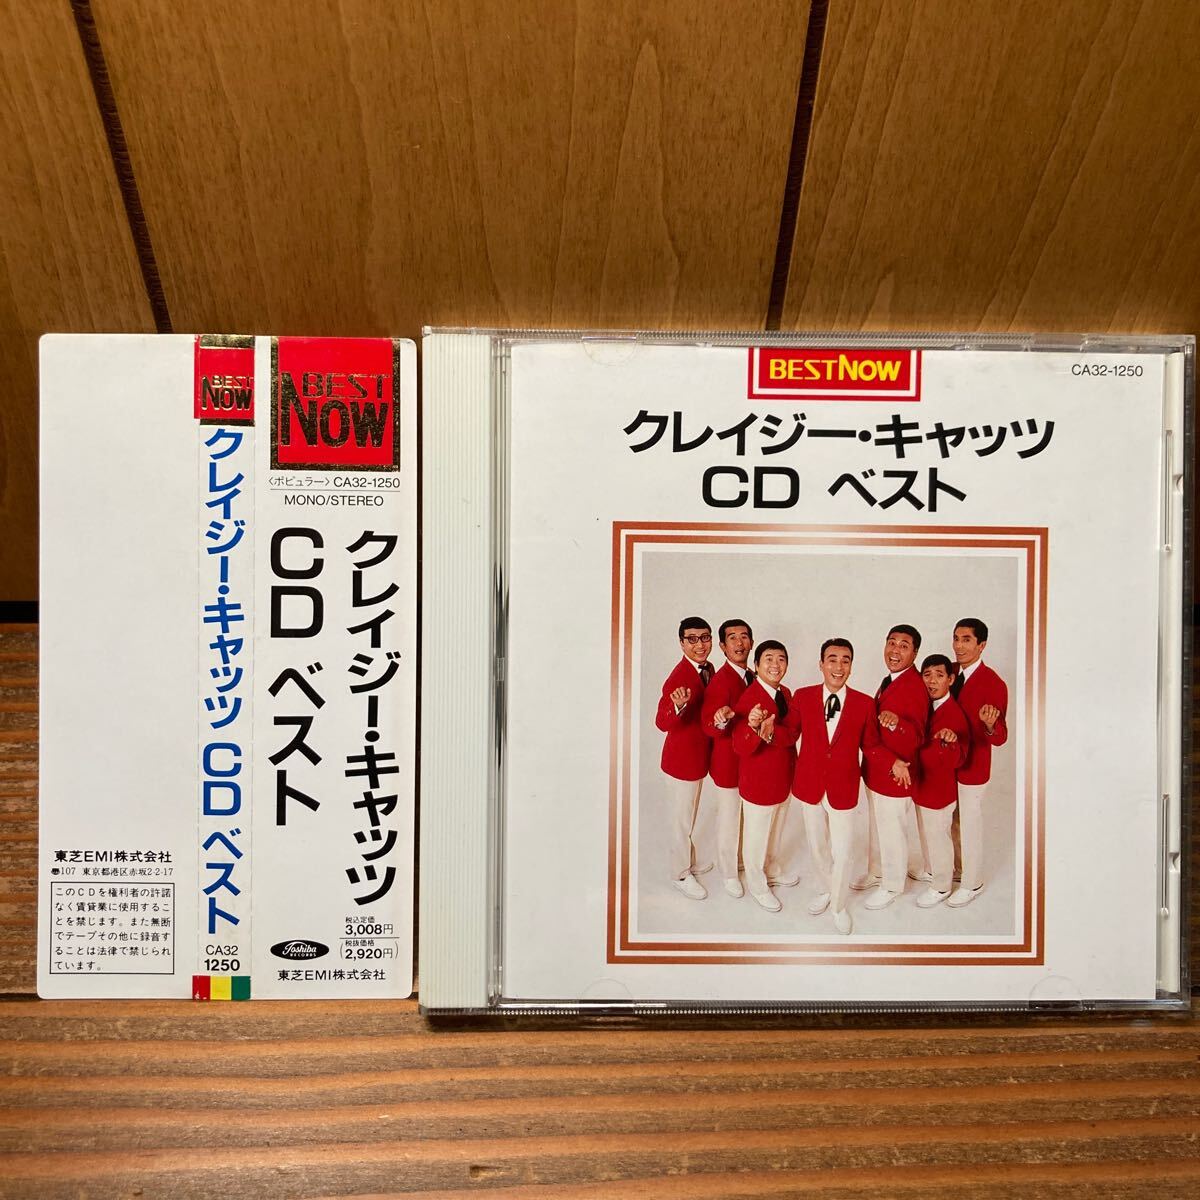 BEST
NOW
クレイジー・キャッツ CD ベスト
CA32
1250
東芝EMI株式会社
〠107 東京都港区赤坂2-2-17
このCDを権利者の許諾
なく賃貸業に使用するこ
とを禁じます。また無断
でテープその他に録音す
ることは法律で禁じられ
ています。
BEST
NOW
〈ポピュラー〉CA32-1250
MONO/STEREO
クレイジー・キャッツ
CD ベスト
税込定価
3,008円
(税抜価格
2,920円)
Toshiba
RECORDS
東芝EMI株式会社
BESTNOW
CA32-1250
クレイジー・キャッツ
CD ベスト